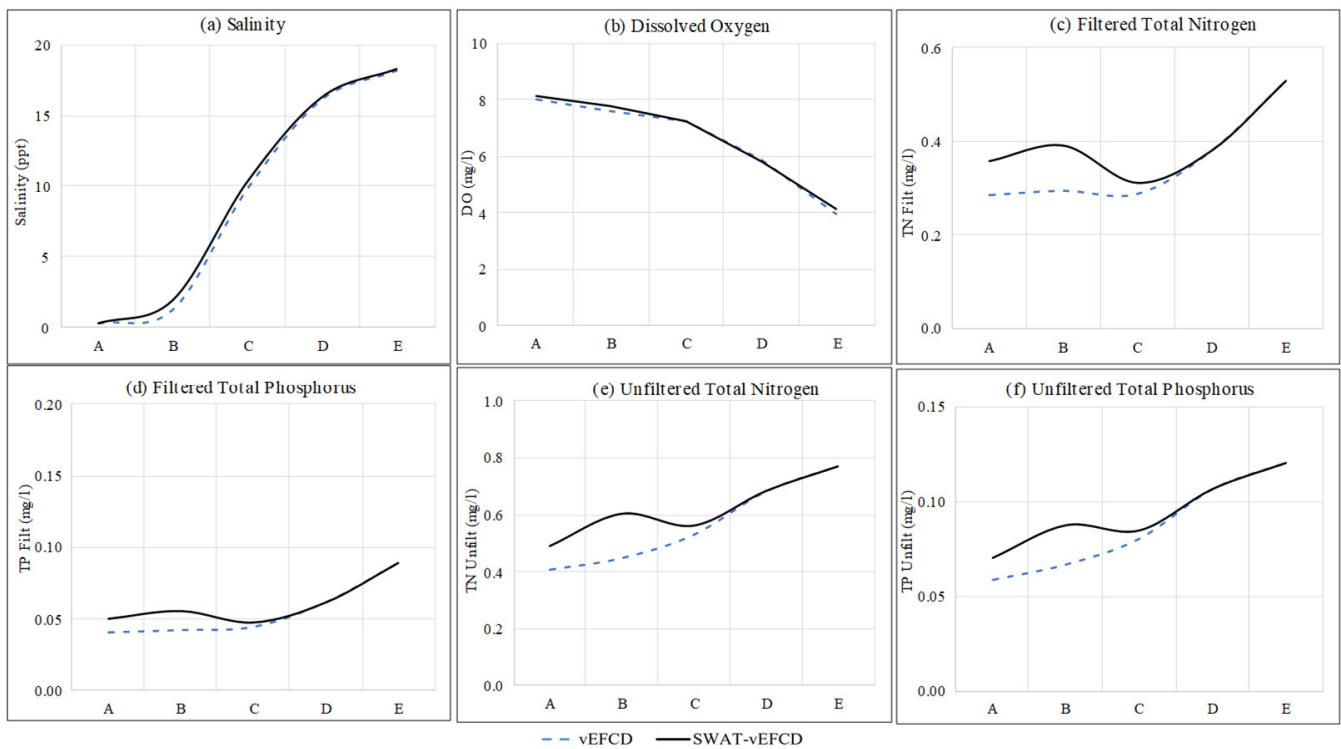 (a) Salinity
20
15
10
5
0
Salinity (ppt)
A B C D E
(b) Dissolved Oxygen
10
8
6
4
2
0
DO (mg/l)
A B C D E
(c) Filtered Total Nitrogen
0.6
0.4
0.2
0.0
TN Filt (mg/l)
A B C D E
(d) Filtered Total Phosphorus
0.20
0.15
0.10
0.05
0.00
TP Filt (mg/l)
A B C D E
(e) Unfiltered Total Nitrogen
1.0
0.8
0.6
0.4
0.2
0.0
TN Unfilt (mg/l)
A B C D E
(f) Unfiltered Total Phosphorus
0.15
0.10
0.05
0.00
TP Unfilt (mg/l)
A B C D E
vEFCD SWAT-vEFCD